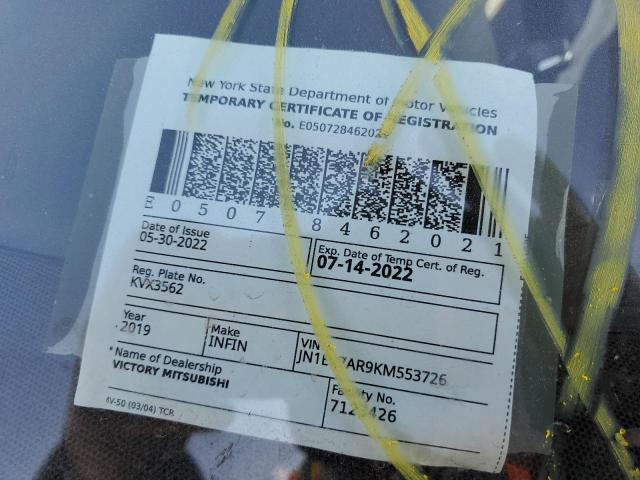 New York State Department of Motor Vehicles
TEMPORARY CERTIFICATE OF REGISTRATION
No. E05072846202
E 0 5 0 7 2 8 4 6 2 0 2 1
Date of Issue
05-30-2022
Exp. Date of Temp Cert. of Reg.
07-14-2022
Reg. Plate No.
KVX3562
Year
2019
Make
INFIN
VIN
Name of Dealership
VICTORY MITSUBISHI
Facility No.
MV-50 (03/04) TCR